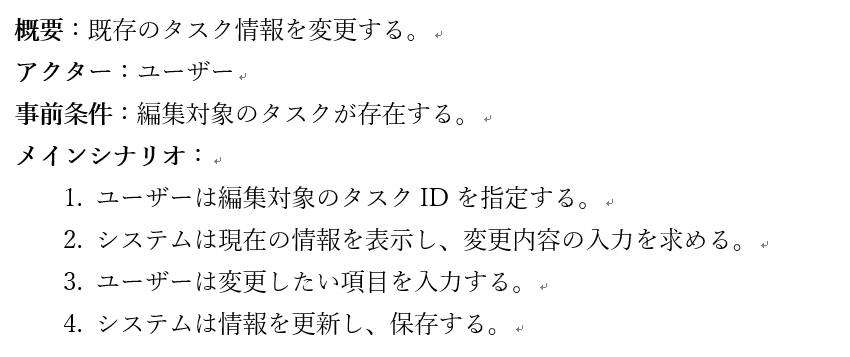 概要：既存のタスク情報を変更する。
アクター：ユーザー
事前条件：編集対象のタスクが存在する。
メインシナリオ：
1. ユーザーは編集対象のタスク ID を指定する。
2. システムは現在の情報を表示し、変更内容の入力を求める。
3. ユーザーは変更したい項目を入力する。
4. システムは情報を更新し、保存する。